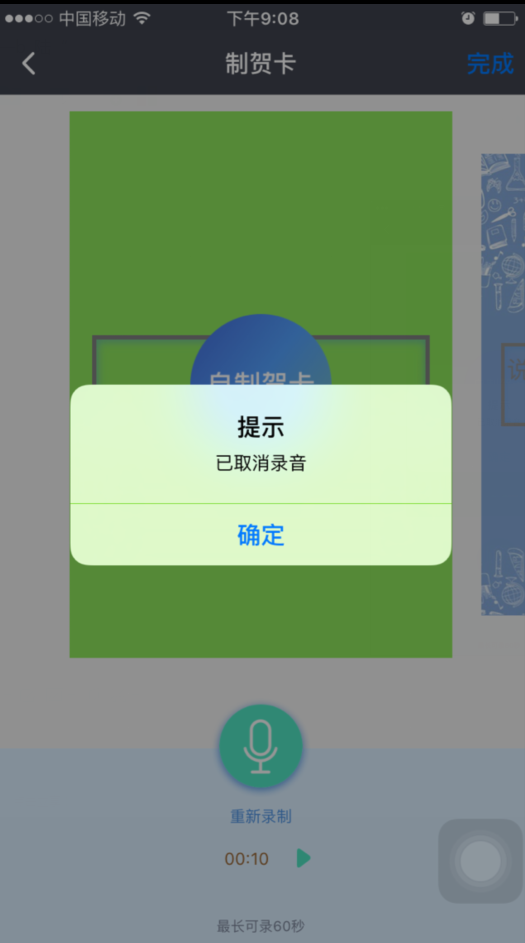 中国移动 下午9:08
制贺卡 完成
自制贺卡
说
提示
已取消录音
确定
重新录制
00:10
最长可录60秒